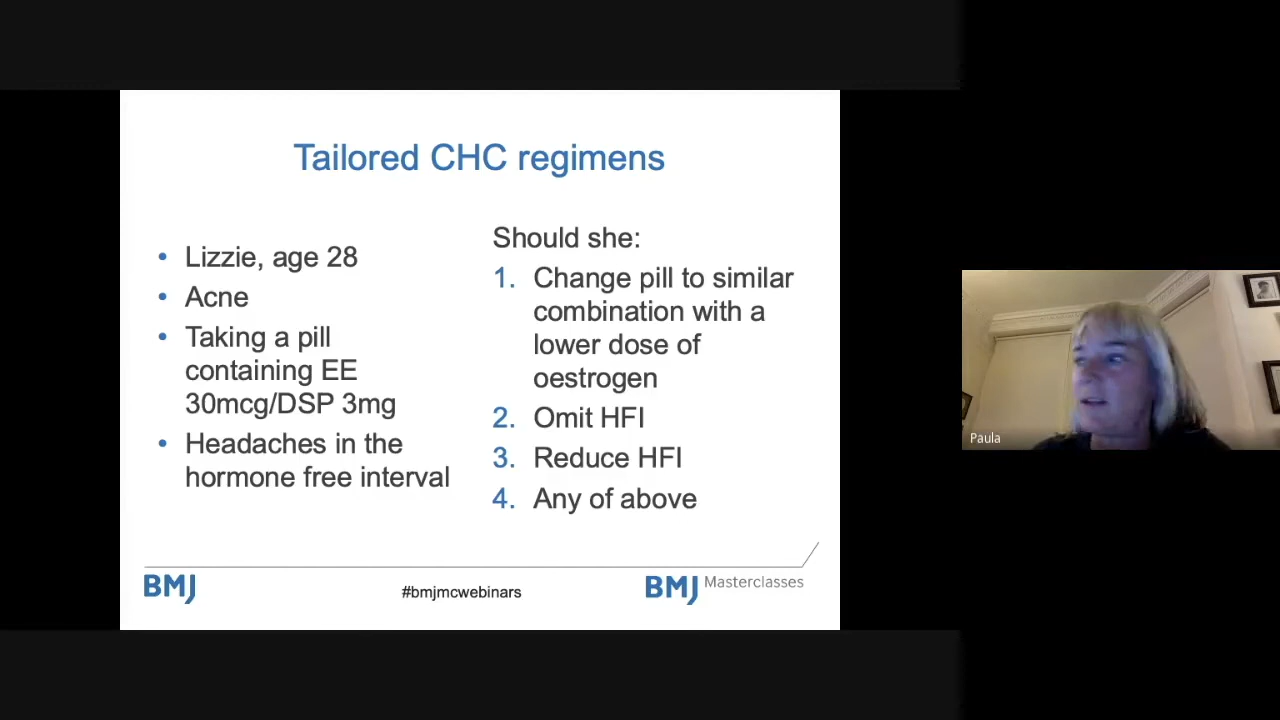 Tailored CHC regimens
• Lizzie, age 28
• Acne
• Taking a pill
containing EE
30mcg/DSP 3mg
• Headaches in the
hormone free interval
Should she:
1. Change pill to similar
combination with a
lower dose of
oestrogen
2. Omit HFI
3. Reduce HFI
4. Any of above
BMJ
#bmjmcwebinars
BMJ Masterclasses
Paula